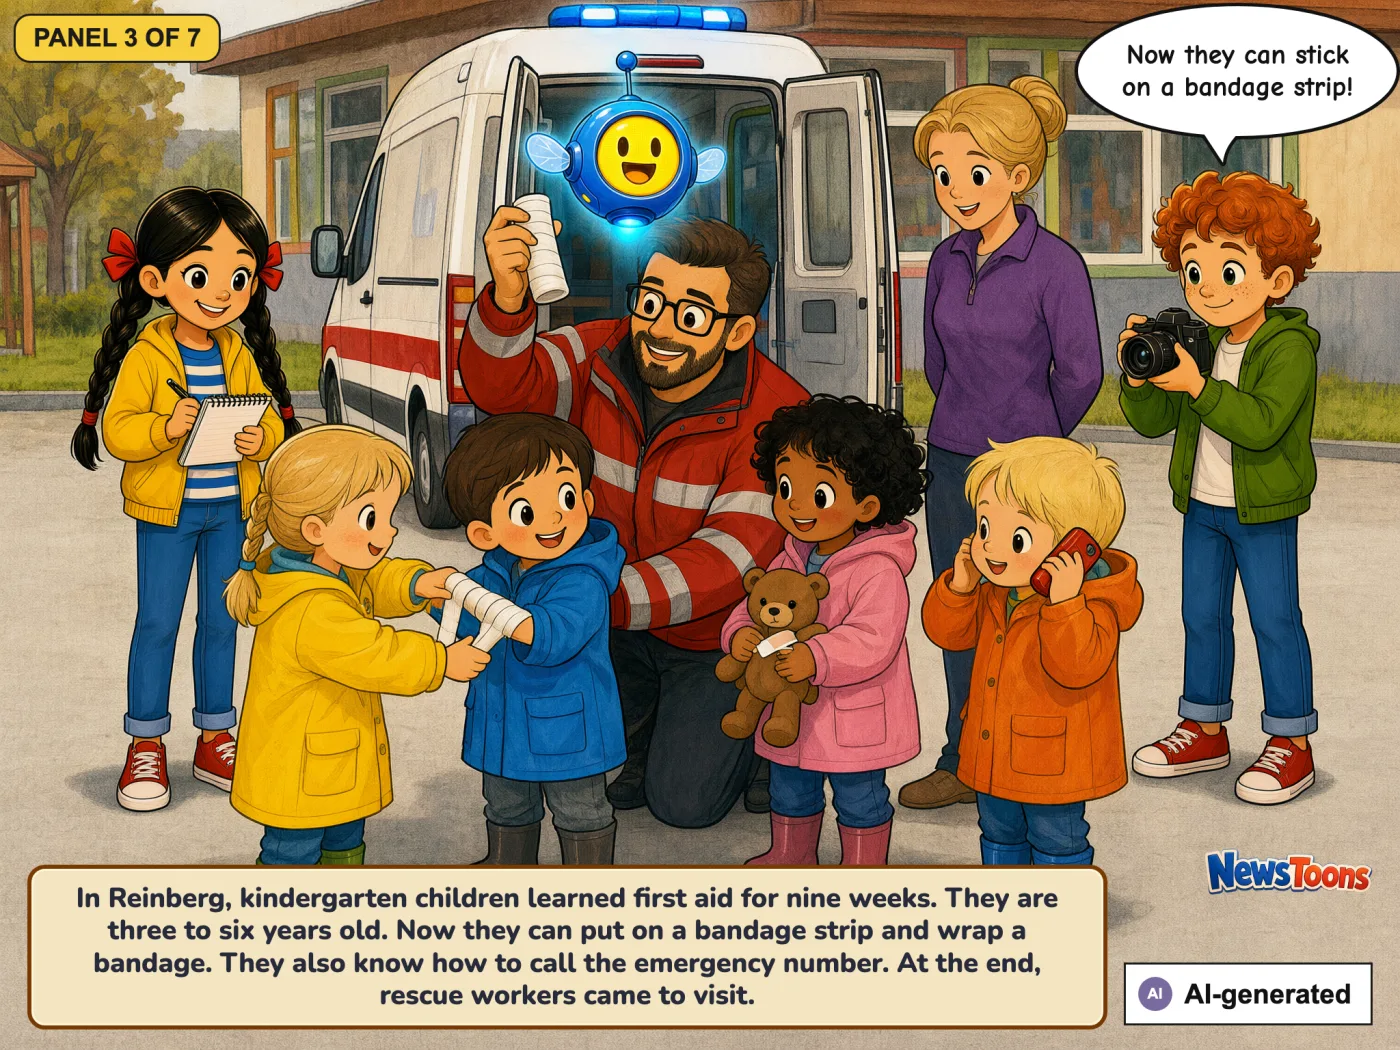 PANEL 3 OF 7
Now they can stick
on a bandage strip!
In Reinberg, kindergarten children learned first aid for nine weeks. They are
three to six years old. Now they can put on a bandage strip and wrap a
bandage. They also know how to call the emergency number. At the end,
rescue workers came to visit.
NewsToons
AI AI-generated